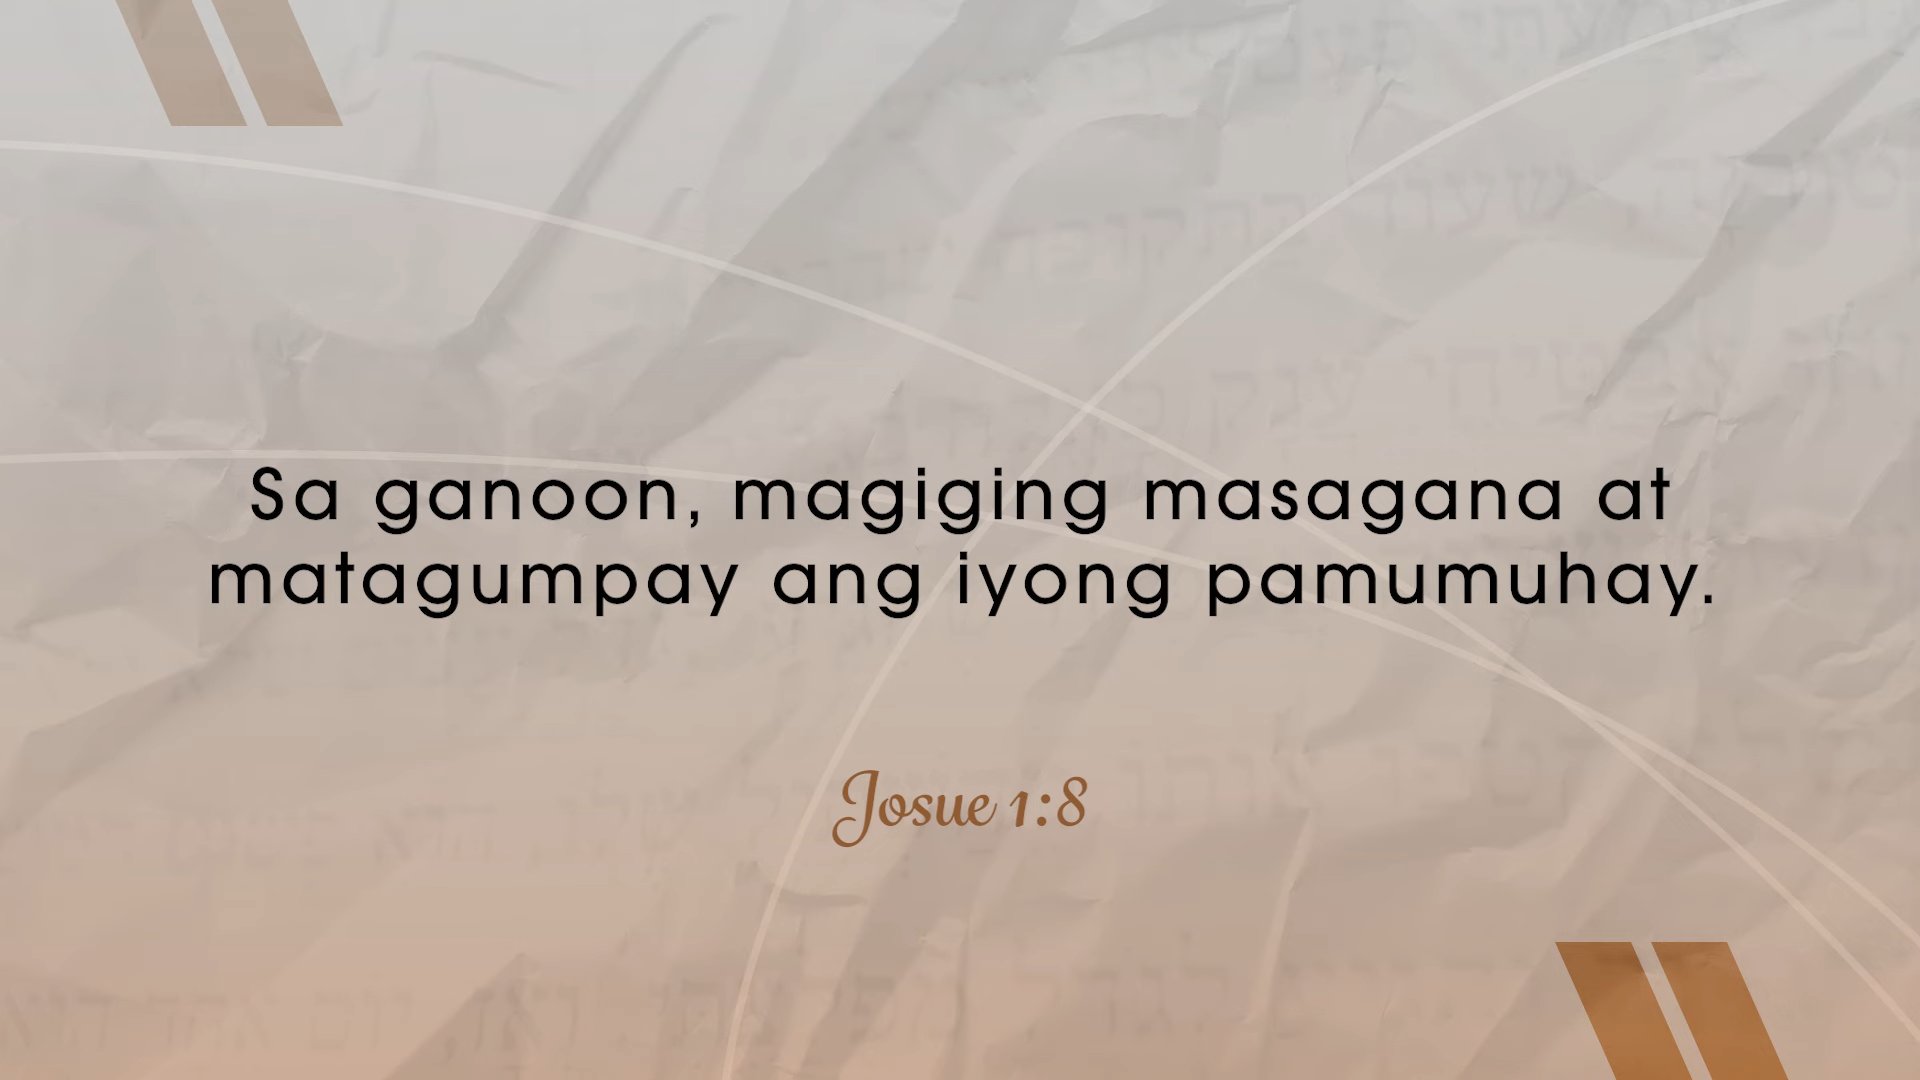 Sa ganoon, magiging masagana at
matagumpay ang iyong pamumuhay.
Josue 1:8